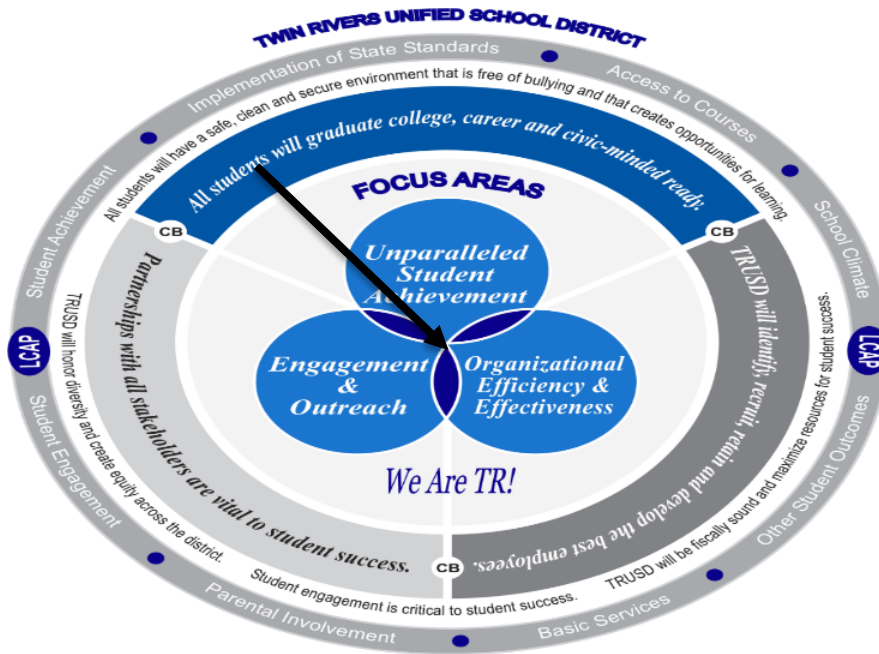 TWIN RIVERS UNIFIED SCHOOL DISTRICT
Implementation of State Standards
Access to Courses
School Climate
LCAP
Other Student Outcomes
Basic Services
Parental Involvement
Student Engagement
LCAP
Student Achievement
All students will have a safe, clean and secure environment that is free of bullying and that creates opportunities for learning.
TRUSD will be fiscally sound and maximize resources for student success.
Student engagement is critical to student success.
TRUSD will honor diversity and create equity across the district.
All students will graduate college, career and civic-minded ready.
CB
TRUSD will identify, recruit, retain and develop the best employees.
CB
Partnerships with all stakeholders are vital to student success.
CB
FOCUS AREAS
Unparalleled
Student
Achievement
Engagement
&
Outreach
Organizational
Efficiency &
Effectiveness
We Are TR!